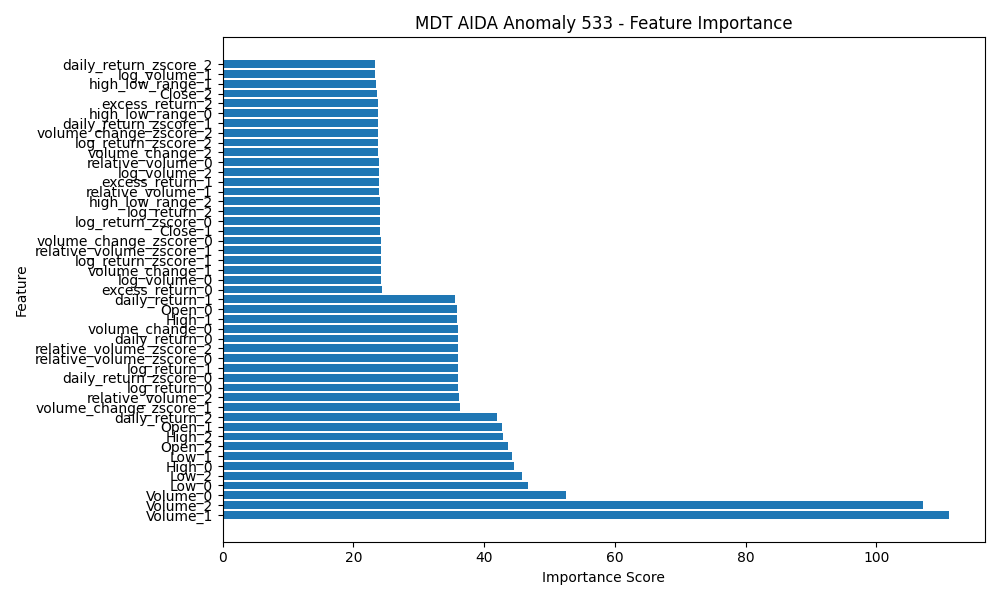 MDT AIDA Anomaly 533 - Feature Importance
daily_return_zscore_2
log_volume_1
high_low_range_1
Close_2
excess_return_2
high_low_range_0
daily_return_zscore_1
volume_change_zscore_2
log_return_zscore_2
volume_change_2
relative_volume_0
log_volume_2
excess_return_1
relative_volume_1
high_low_range_2
log_return_2
log_return_zscore_0
Close_1
volume_change_zscore_0
relative_volume_zscore_1
log_return_zscore_1
volume_change_1
log_volume_0
excess_return_0
daily_return_1
Open_0
High_1
volume_change_0
daily_return_0
relative_volume_zscore_2
relative_volume_zscore_0
log_return_1
daily_return_zscore_0
log_return_0
relative_volume_2
volume_change_zscore_1
daily_return_2
Open_1
High_2
Open_2
Low_1
High_0
Low_2
Low_0
Volume_0
Volume_2
Volume_1
Feature
0 20 40 60 80 100
Importance Score